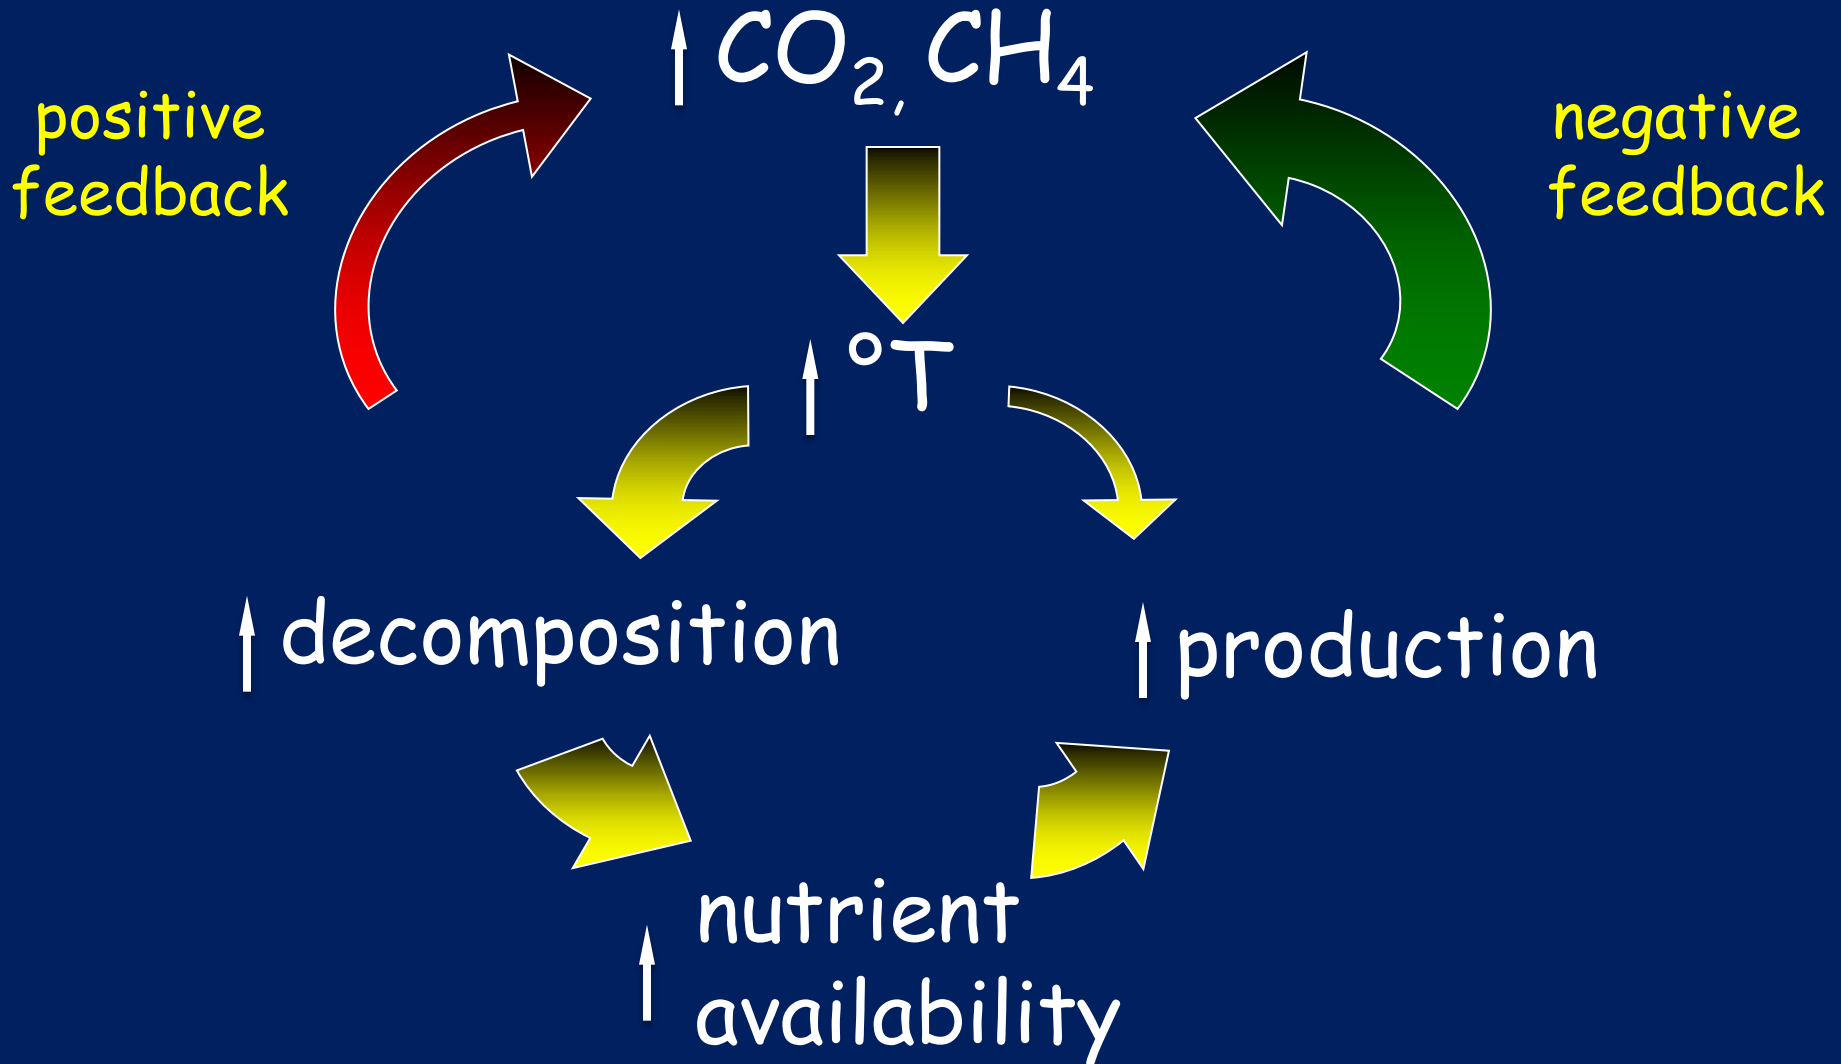 ↑ CO₂, CH₄
positive
feedback
negative
feedback
↑ °T
↑ decomposition
↑ production
↑ nutrient
availability